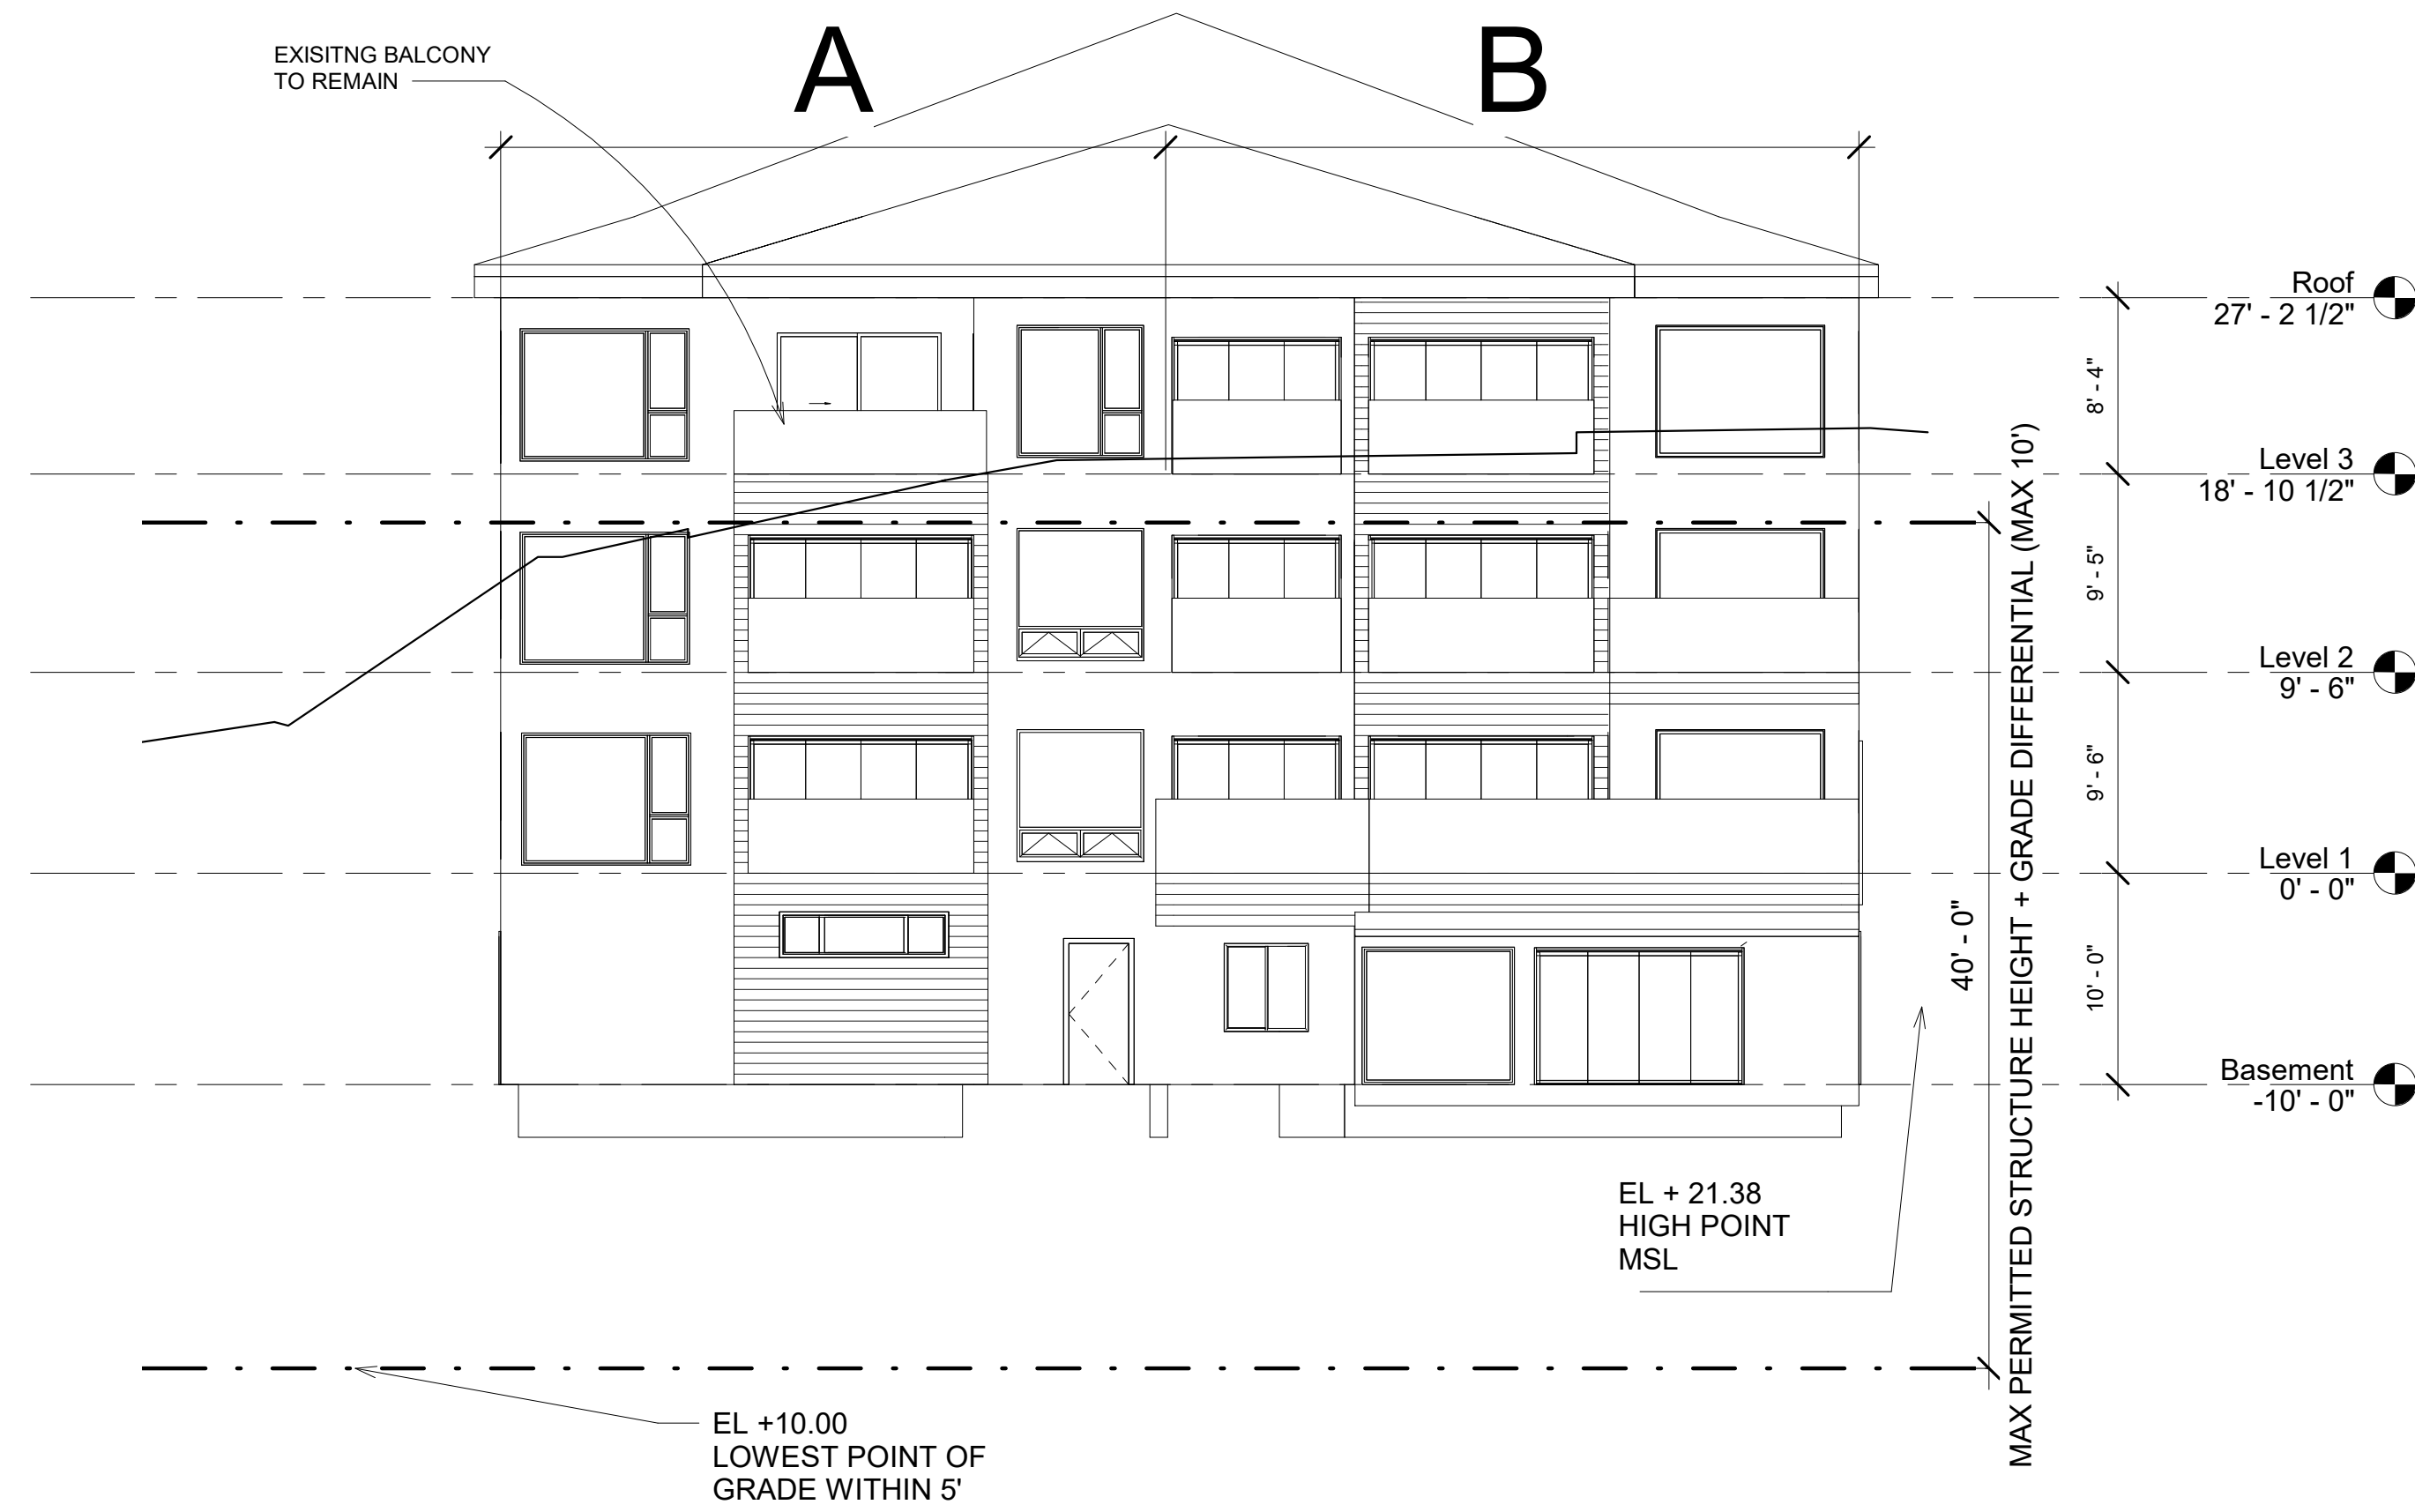 EXISITNG BALCONY
TO REMAIN
A
B
Roof
27' - 2 1/2"
8' - 4"
Level 3
18' - 10 1/2"
9' - 5"
Level 2
9' - 6"
9' - 6"
Level 1
0' - 0"
10' - 0"
Basement
-10' - 0"
40' - 0"
MAX PERMITTED STRUCTURE HEIGHT + GRADE DIFFERENTIAL (MAX 10')
EL + 21.38
HIGH POINT
MSL
EL +10.00
LOWEST POINT OF
GRADE WITHIN 5'